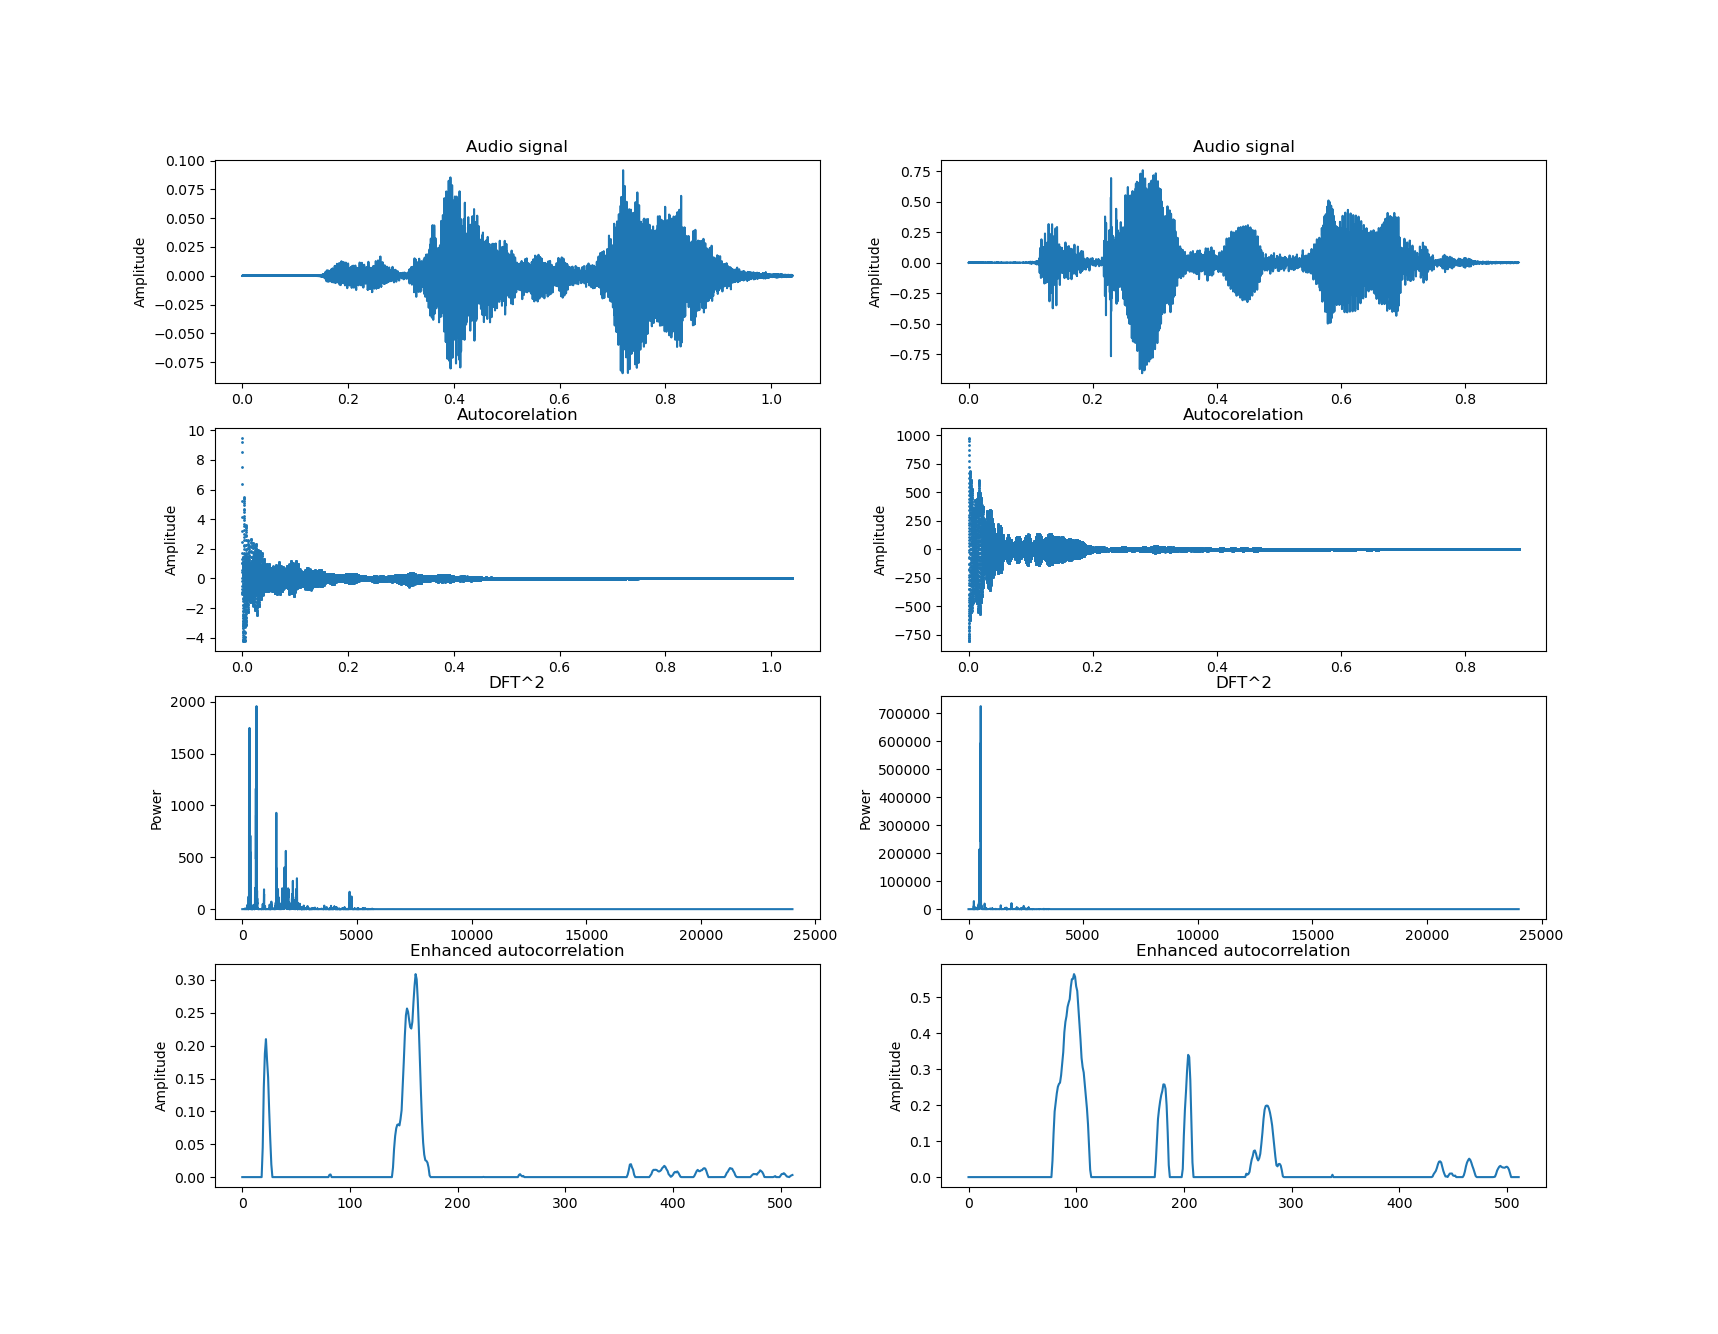 Audio signal
Amplitude
0.100
0.075
0.050
0.025
0.000
−0.025
−0.050
−0.075
0.0 0.2 0.4 0.6 0.8 1.0
Audio signal
Amplitude
0.75
0.50
0.25
0.00
−0.25
−0.50
−0.75
0.0 0.2 0.4 0.6 0.8
Autocorelation
Amplitude
10
8
6
4
2
0
−2
−4
0.0 0.2 0.4 0.6 0.8 1.0
Autocorelation
Amplitude
1000
750
500
250
0
−250
−500
−750
0.0 0.2 0.4 0.6 0.8
DFT^2
Power
2000
1500
1000
500
0
0 5000 10000 15000 20000 25000
DFT^2
Power
700000
600000
500000
400000
300000
200000
100000
0
0 5000 10000 15000 20000 25000
Enhanced autocorrelation
Amplitude
0.30
0.25
0.20
0.15
0.10
0.05
0.00
0 100 200 300 400 500
Enhanced autocorrelation
Amplitude
0.5
0.4
0.3
0.2
0.1
0.0
0 100 200 300 400 500